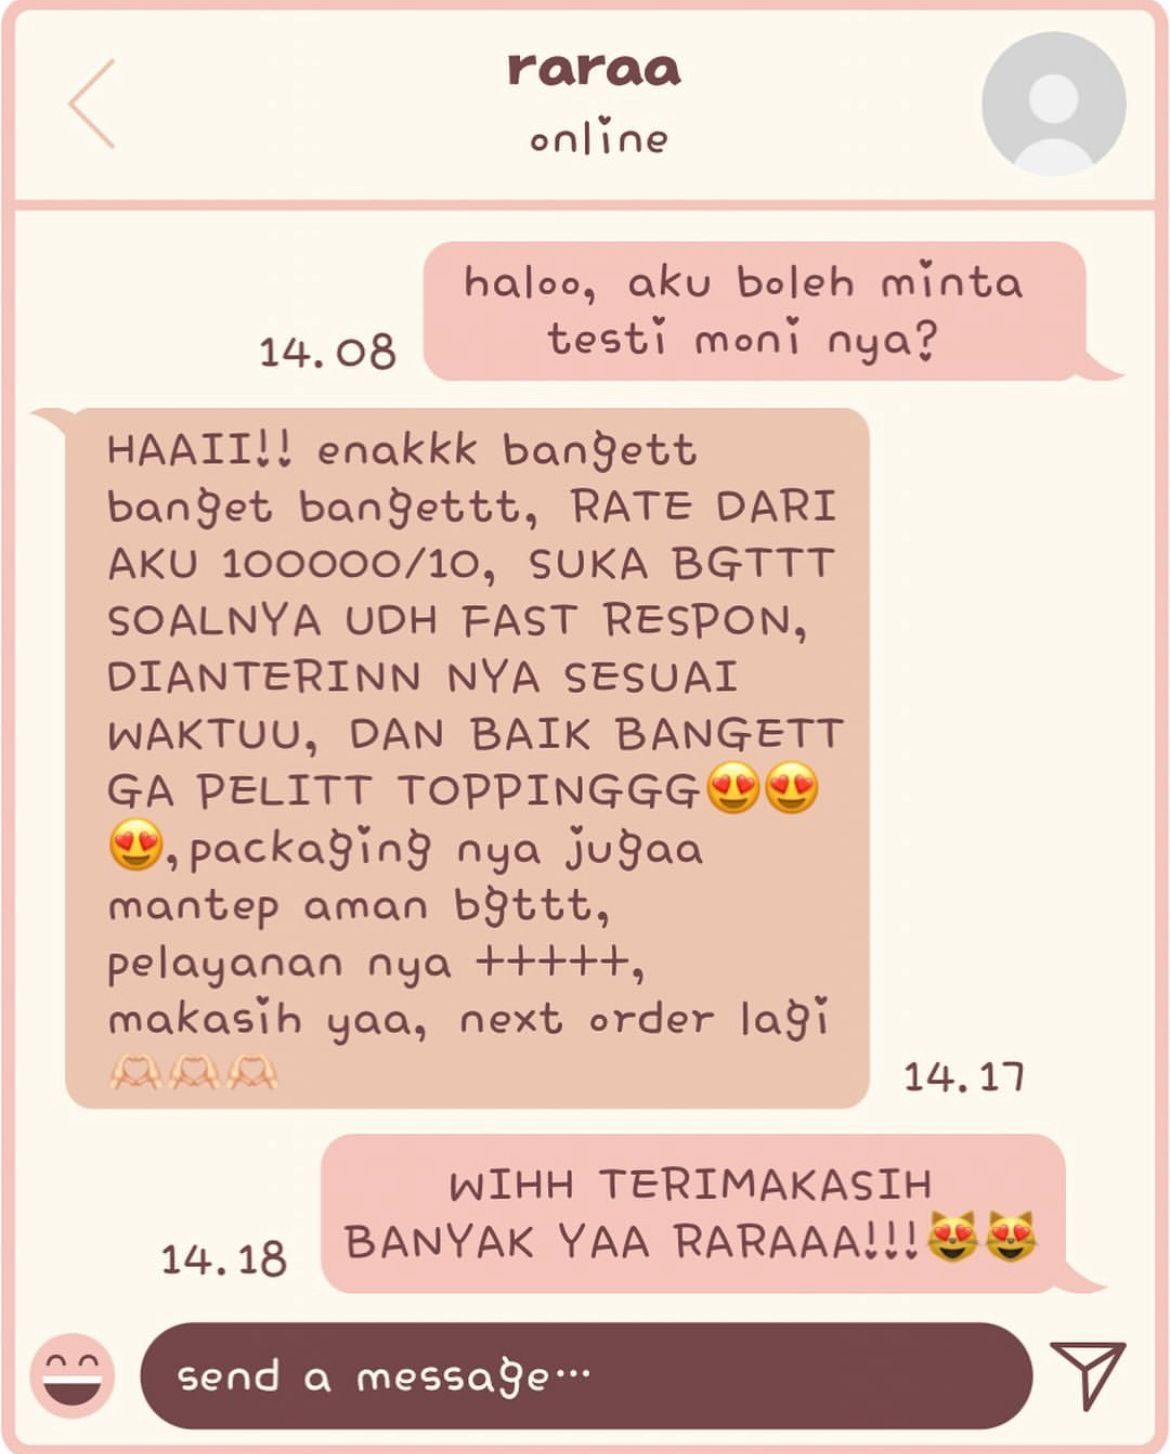 raraa
online
haloo, aku boleh minta
testi moni nya?
14.08
HAAII!! enakkk bangett
banget bangettt, RATE DARI
AKU 100000/10, SUKA BGTTT
SOALNYA UDH FAST RESPON,
DIANTERINN NYA SESUAI
WAKTUU, DAN BAIK BANGETT
GA PELITT TOPPINGGG😍😍
😍,packaging nya jugaa
mantep aman bgttt,
pelayanan nya +++++,
makasih yaa, next order lagi
🫶🏻🫶🏻🫶🏻
14.17
WIHH TERIMAKASIH
BANYAK YAA RARAAA!!!😻😻
14.18
send a message...